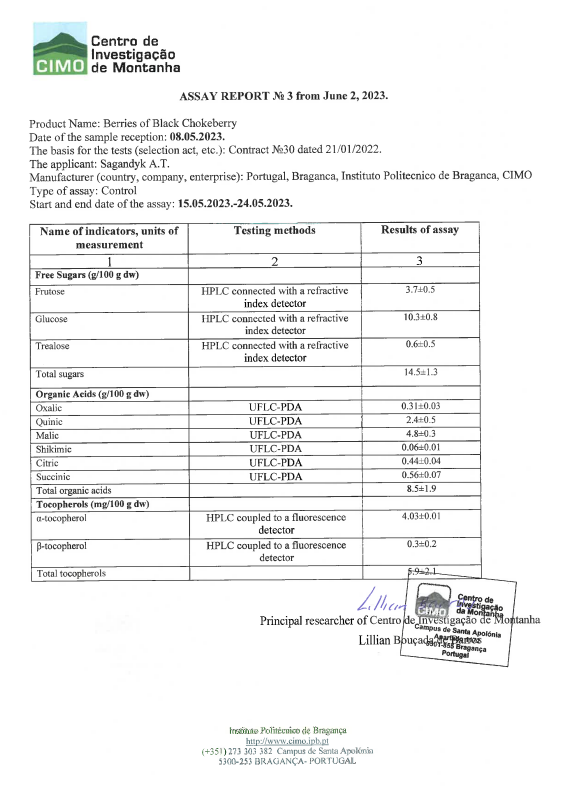 CIMO
Centro de
Investigação
de Montanha
ASSAY REPORT № 3 from June 2, 2023.
Product Name: Berries of Black Chokeberry
Date of the sample reception: 08.05.2023.
The basis for the tests (selection act, etc.): Contract №30 dated 21/01/2022.
The applicant: Sagandyk A.T.
Manufacturer (country, company, enterprise): Portugal, Braganca, Instituto Politecnico de Braganca, CIMO
Type of assay: Control
Start and end date of the assay: 15.05.2023.-24.05.2023.
Name of indicators, units of measurement Testing methods Results of assay
1 2 3
Free Sugars (g/100 g dw)
Frutose HPLC connected with a refractive index detector 3.7±0.5
Glucose HPLC connected with a refractive index detector 10.3±0.8
Trealose HPLC connected with a refractive index detector 0.6±0.5
Total sugars 14.5±1.3
Organic Acids (g/100 g dw)
Oxalic UFLC-PDA 0.31±0.03
Quinic UFLC-PDA 2.4±0.5
Malic UFLC-PDA 4.8±0.3
Shikimic UFLC-PDA 0.06±0.01
Citric UFLC-PDA 0.44±0.04
Succinic UFLC-PDA 0.56±0.07
Total organic acids 8.5±1.9
Tocopherols (mg/100 g dw)
α-tocopherol HPLC coupled to a fluorescence detector 4.03±0.01
β-tocopherol HPLC coupled to a fluorescence detector 0.3±0.2
Total tocopherols 5.9±2.1
Lillian
CIMO
Centro de
Investigação
da Montanha
Principal researcher of Centro de Investigação de Montanha
Campus de Santa Apolónia
Lillian
5301-855 Bragança
Portugal
Instituto Politécnico de Bragança
http://www.cimo.ipb.pt
(+351) 273 303 382 Campus de Santa Apolónia
5300-253 BRAGANÇA- PORTUGAL